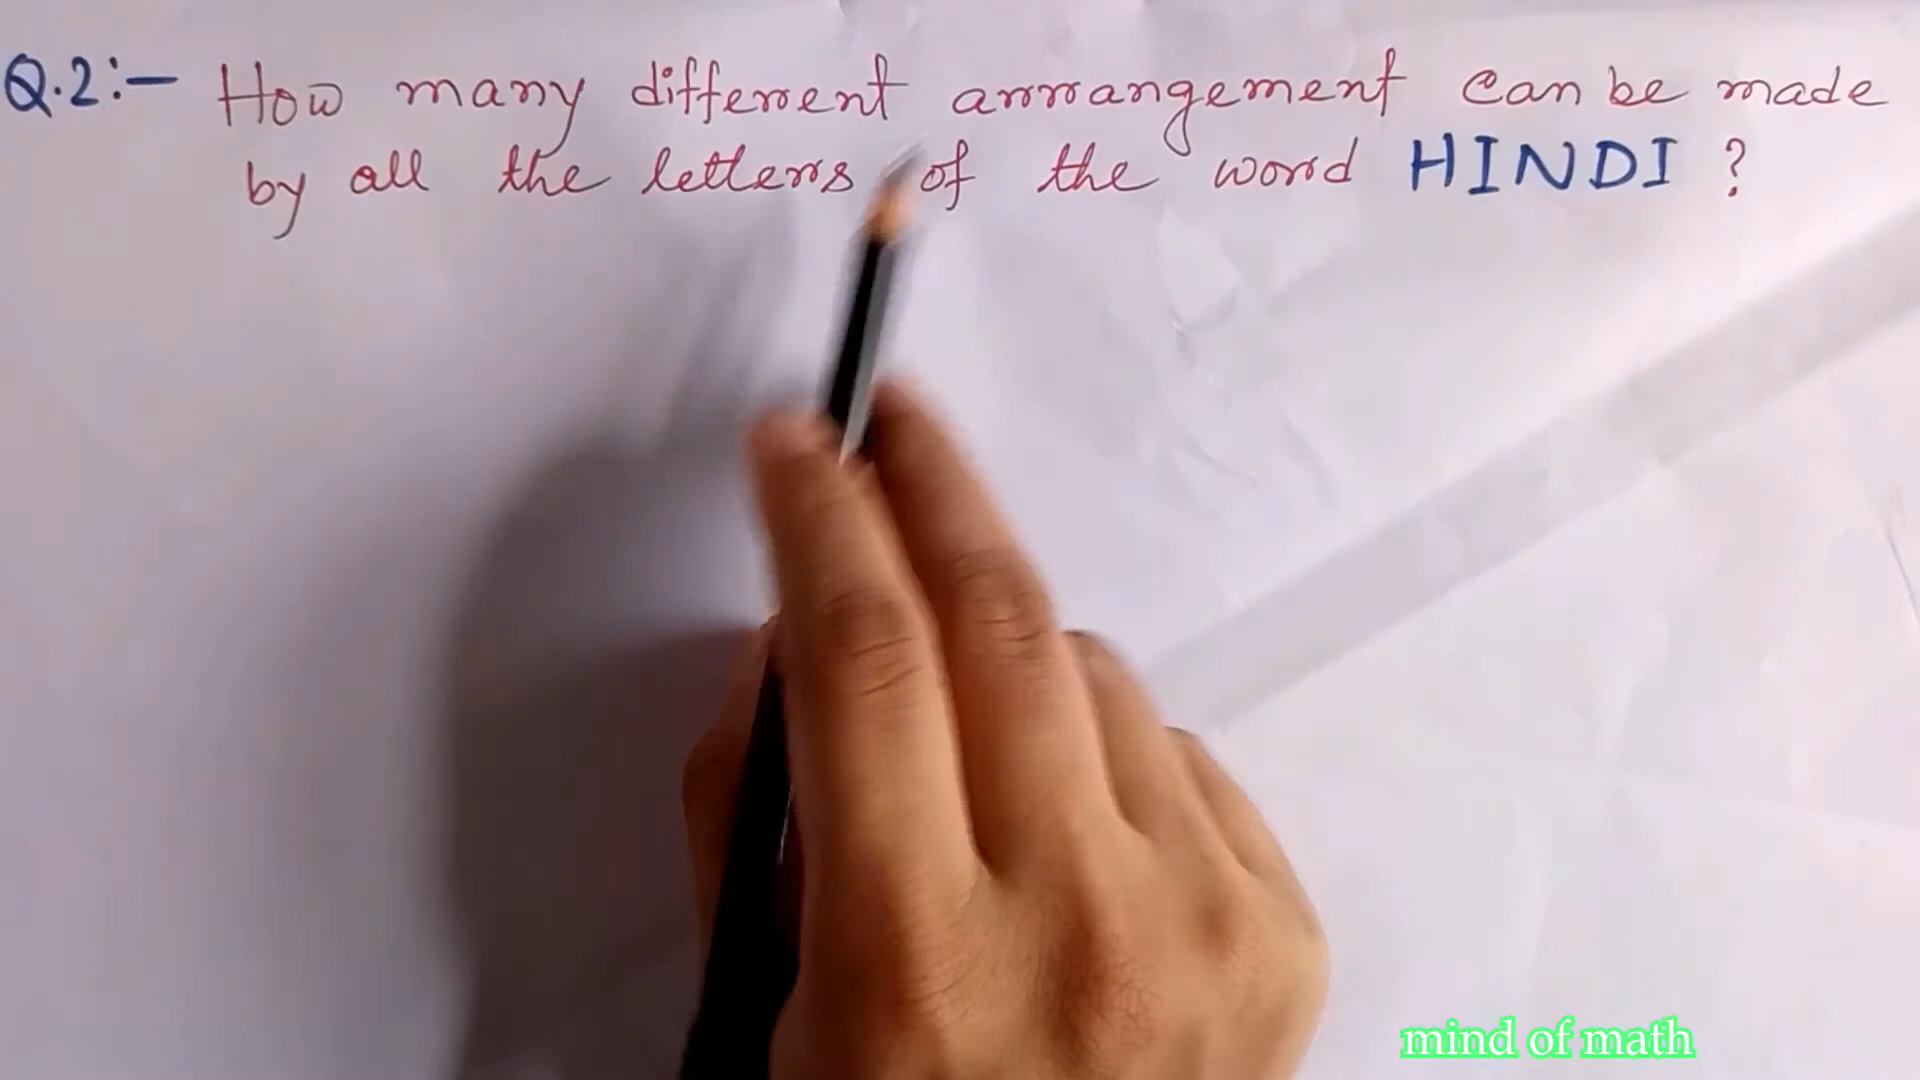 Q.2:- How many different arrangement can be made
by all the letters of the word HINDI ?
mind of math